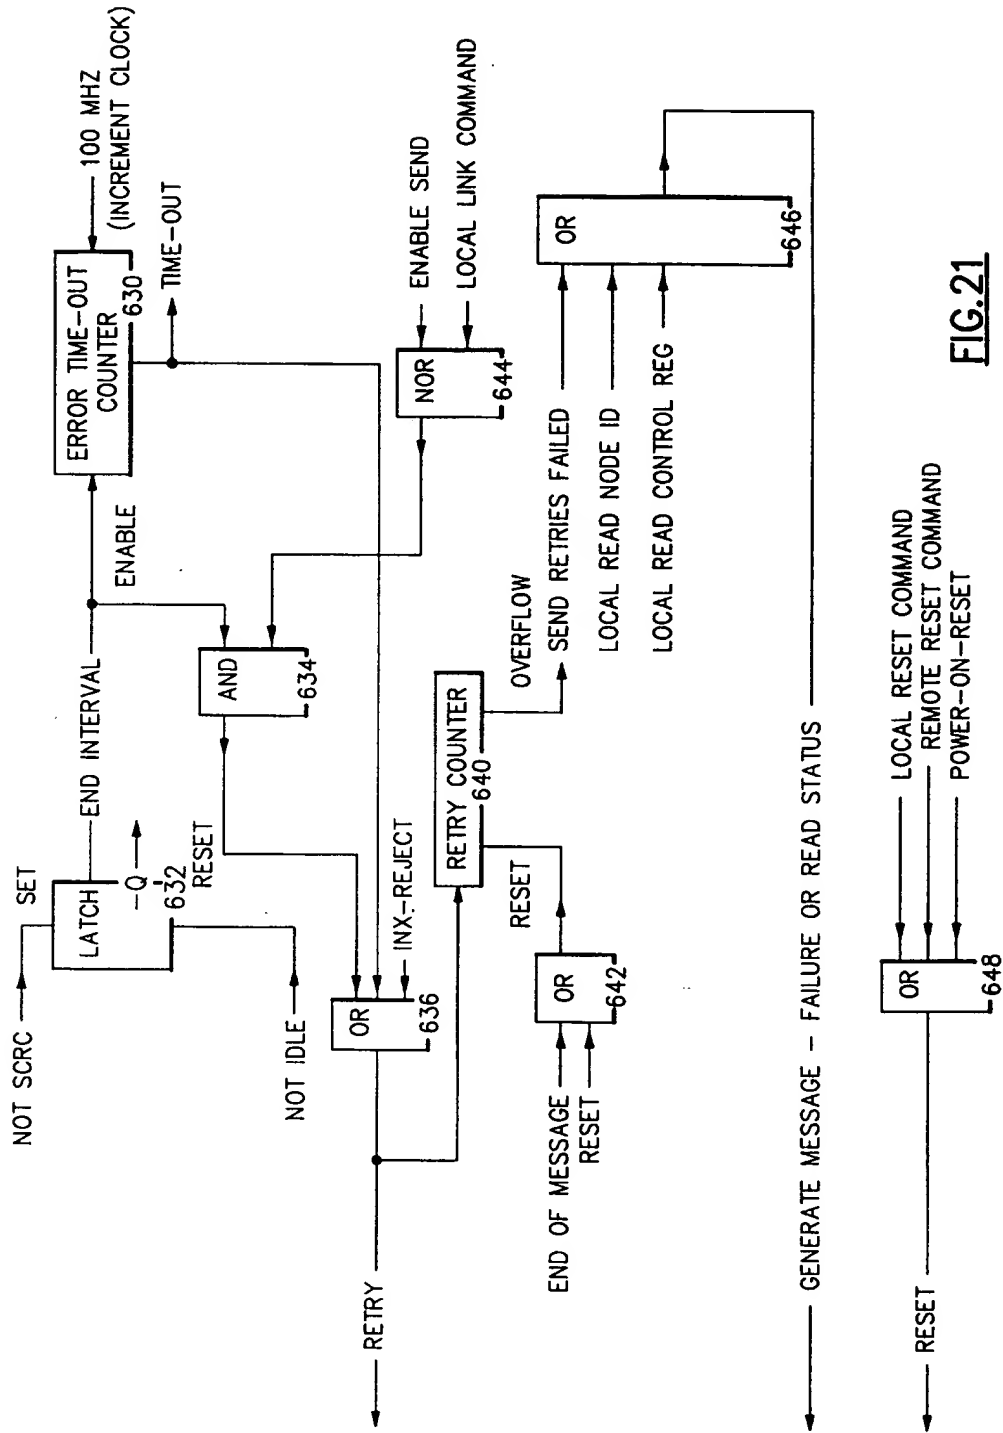 NOT SCRC
SET
LATCH
-Q
632
RESET
NOT IDLE
END INTERVAL
ENABLE
ERROR TIME-OUT
COUNTER
630
100 MHZ
(INCREMENT CLOCK)
TIME-OUT
AND
634
NOR
644
ENABLE SEND
LOCAL LINK COMMAND
OR
636
INX-REJECT
RETRY
RETRY COUNTER
640
RESET
OVERFLOW
OR
642
END OF MESSAGE
RESET
SEND RETRIES FAILED
LOCAL READ NODE ID
LOCAL READ CONTROL REG
OR
646
GENERATE MESSAGE - FAILURE OR READ STATUS
RESET
OR
648
LOCAL RESET COMMAND
REMOTE RESET COMMAND
POWER-ON-RESET
FIG.21